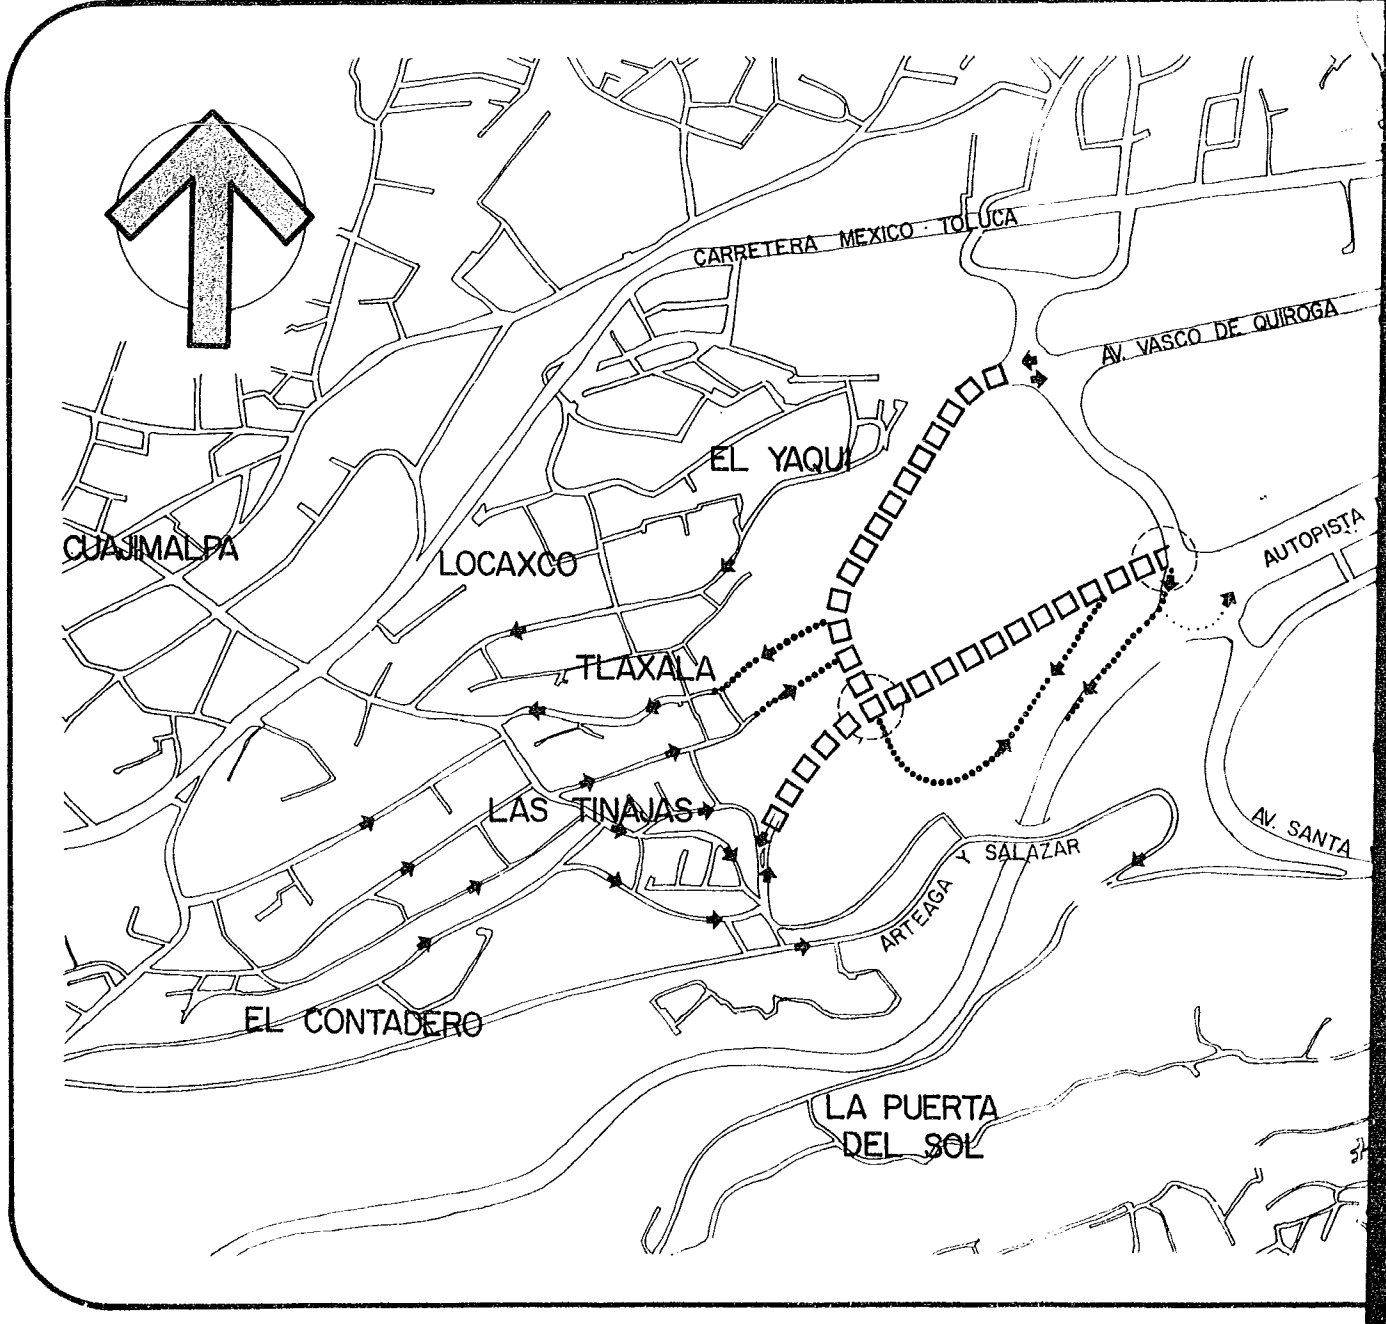 CARRETERA MEXICO - TOLUCA
AV. VASCO DE QUIROGA
EL YAQUI
AUTOPISTA
CUAJIMALPA
LOCAXCO
TLAXALA
LAS TINAJAS
AV. SANTA
ARTEAGA Y SALAZAR
EL CONTADERO
LA PUERTA
DEL SOL